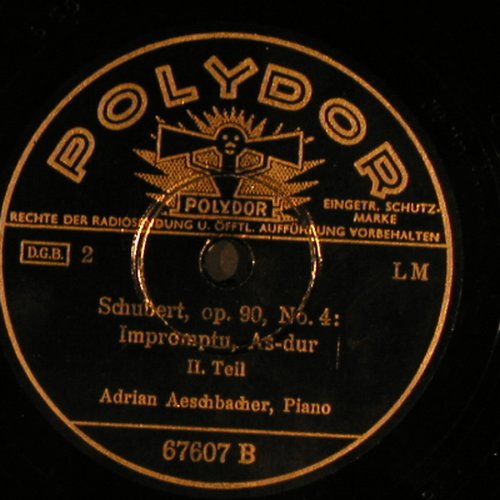 POLYDOR
POLYDOR
EINGETR. SCHUTZ-
MARKE
RECHTE DER RADIOSENDUNG U. ÖFFTL. AUFFÜHRUNG VORBEHALTEN
D.G.B. 2
LM
Schubert, op. 90, No. 4:
Impromptu, As-dur
II. Teil
Adrian Aeschbacher, Piano
67607 B